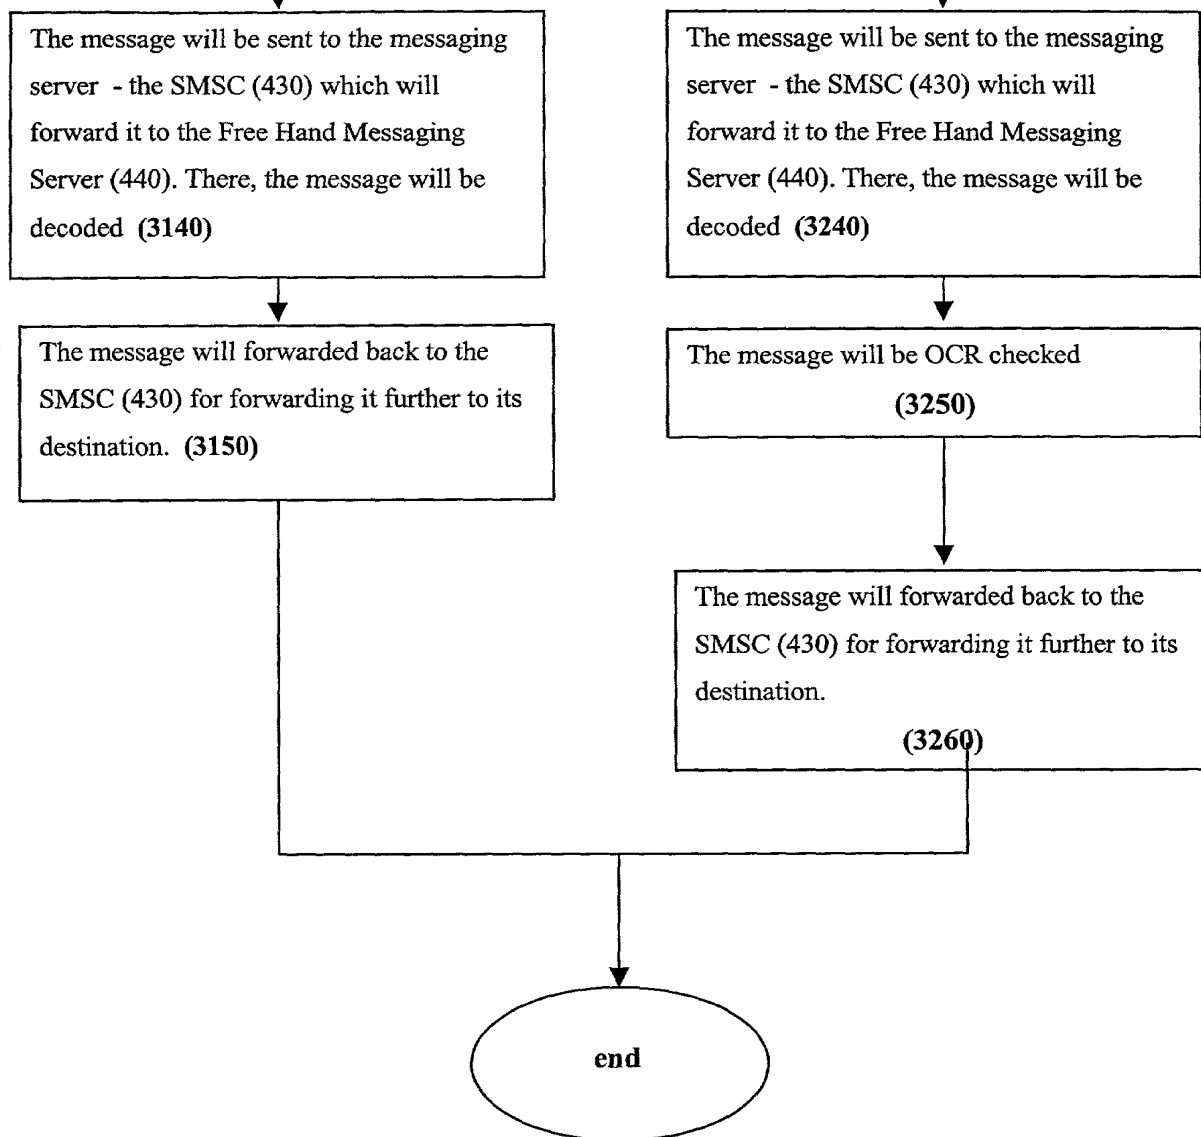 The message will be sent to the messaging
server - the SMSC (430) which will
forward it to the Free Hand Messaging
Server (440). There, the message will be
decoded (3140)
The message will be sent to the messaging
server - the SMSC (430) which will
forward it to the Free Hand Messaging
Server (440). There, the message will be
decoded (3240)
The message will forwarded back to the
SMSC (430) for forwarding it further to its
destination. (3150)
The message will be OCR checked
(3250)
The message will forwarded back to the
SMSC (430) for forwarding it further to its
destination.
(3260)
end